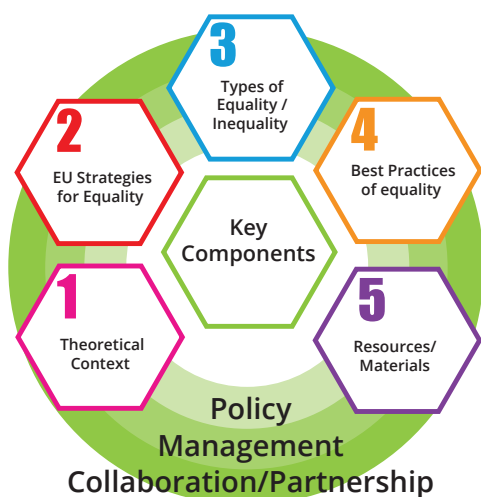 1
Theoretical
Context
2
EU Strategies
for Equality
3
Types of
Equality /
Inequality
4
Best Practices
of equality
5
Resources/
Materials
Key
Components
Policy
Management
Collaboration/Partnership